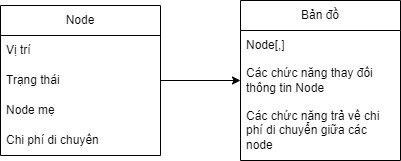 Node
Vị trí
Trạng thái
Node mẹ
Chi phí di chuyển
Bản đồ
Node[,]
Các chức năng thay đổi
thông tin Node
Các chức năng trả về chi
phí di chuyển giữa các
node